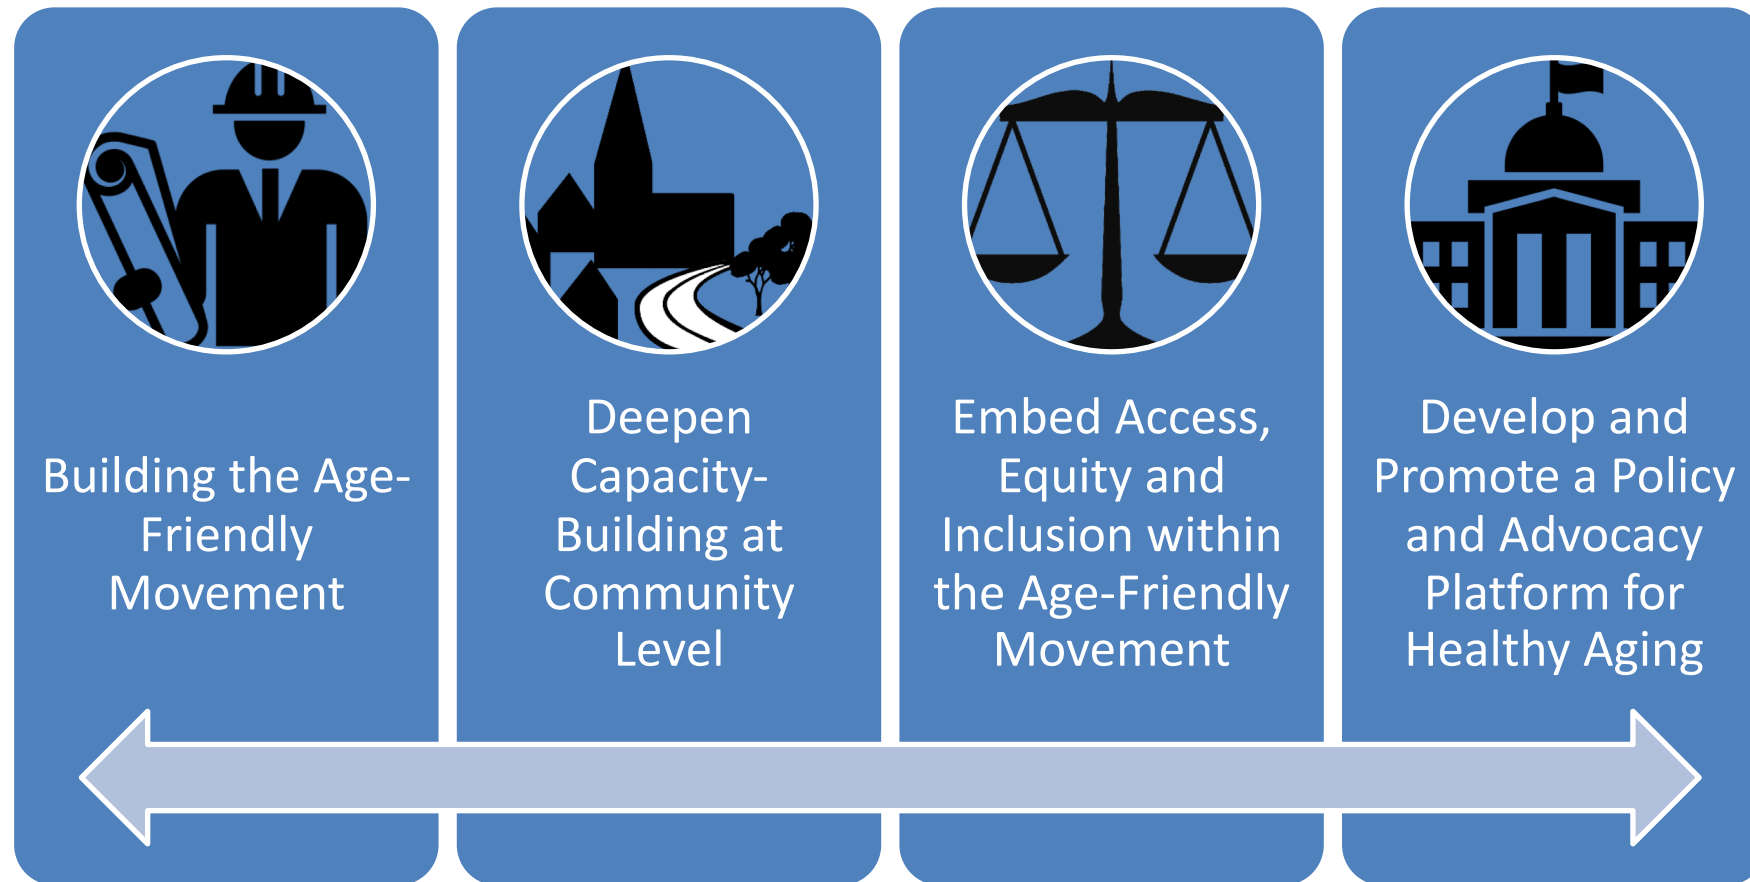 Building the Age-
Friendly
Movement
Deepen
Capacity-
Building at
Community
Level
Embed Access,
Equity and
Inclusion within
the Age-Friendly
Movement
Develop and
Promote a Policy
and Advocacy
Platform for
Healthy Aging